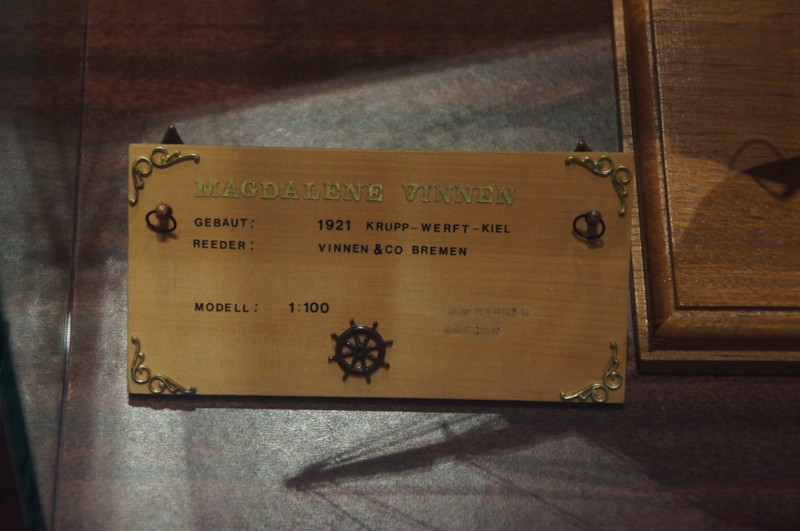 MAGDALENE VINNEN
GEBAUT: 1921 KRUPP-WERFT-KIEL
REEDER: VINNEN & CO BREMEN
MODELL: 1:100